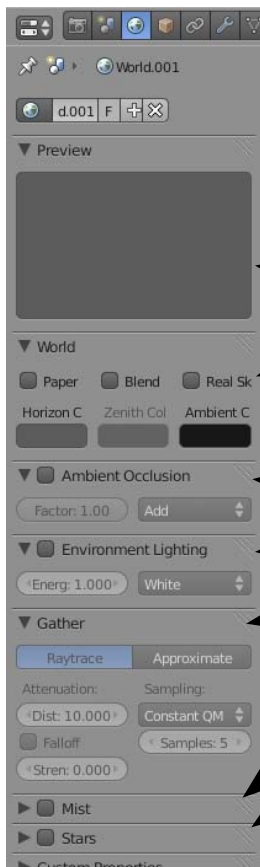 World.001
d.001 F
Preview
World
Paper Blend Real Sk
Horizon C Zenith Col Ambient C
Ambient Occlusion
Factor: 1.00 Add
Environment Lighting
Energ: 1.000 White
Gather
Raytrace Approximate
Attenuation: Sampling:
Dist: 10.000 Constant QM
Falloff Samples: 5
Stren: 0.000
Mist
Stars
Custom Properties